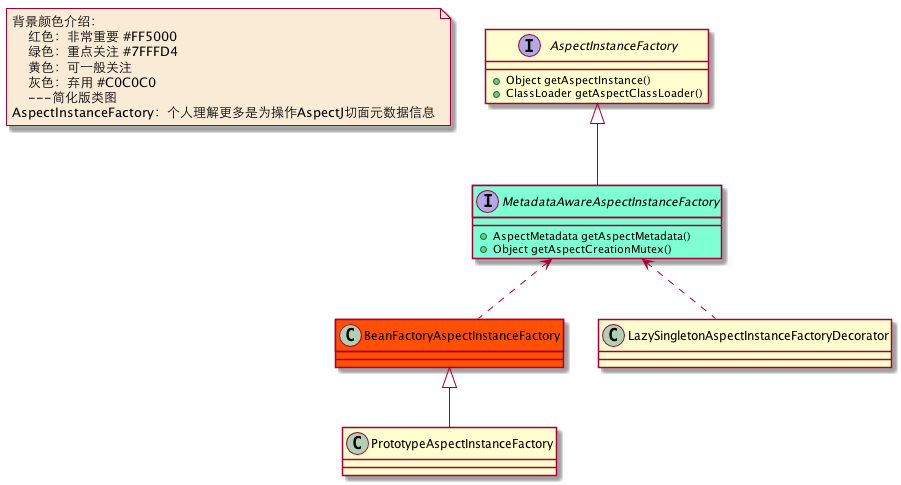 背景颜色介绍：
红色：非常重要 #FF5000
绿色：重点关注 #7FFFD4
黄色：可一般关注
灰色：弃用 #C0C0C0
---简化版类图
AspectInstanceFactory：个人理解更多是为操作AspectJ切面元数据信息
I AspectInstanceFactory
Object getAspectInstance()
ClassLoader getAspectClassLoader()
I MetadataAwareAspectInstanceFactory
AspectMetadata getAspectMetadata()
Object getAspectCreationMutex()
C BeanFactoryAspectInstanceFactory
C LazySingletonAspectInstanceFactoryDecorator
C PrototypeAspectInstanceFactory